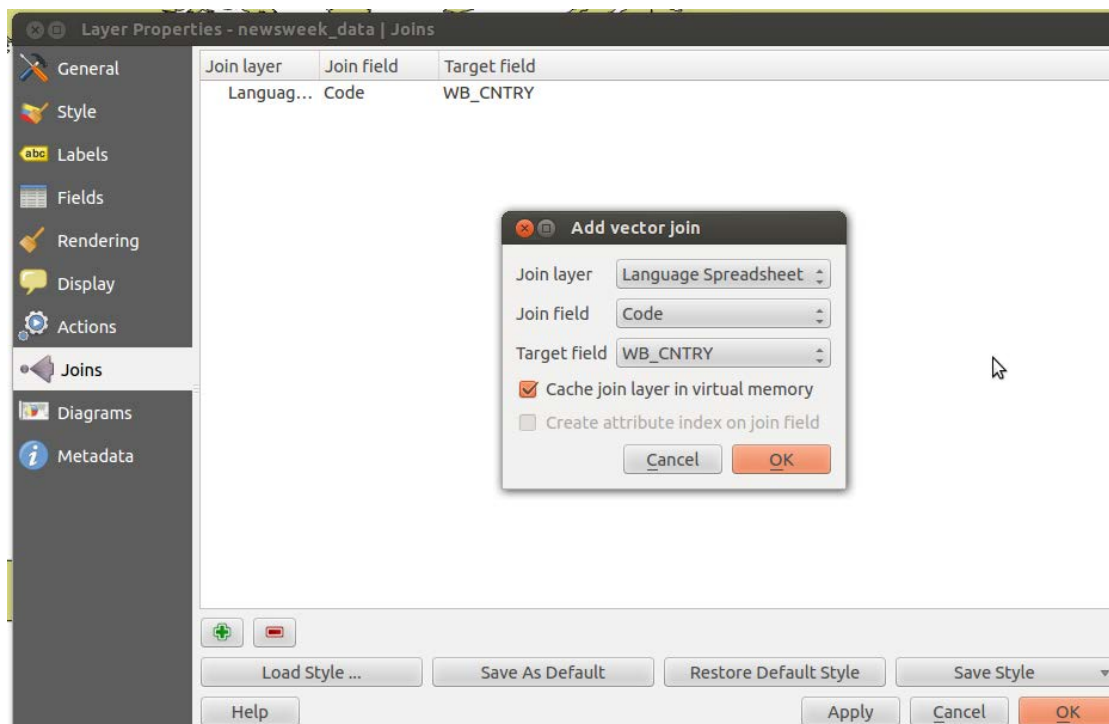 Layer Properties - newsweek_data | Joins
General
Style
abc Labels
Fields
Rendering
Display
Actions
Joins
Diagrams
Metadata
Join layer Join field Target field
Languag... Code WB_CNTRY
Add vector join
Join layer Language Spreadsheet
Join field Code
Target field WB_CNTRY
Cache join layer in virtual memory
Create attribute index on join field
Cancel OK
Load Style ... Save As Default Restore Default Style Save Style
Help Apply Cancel OK